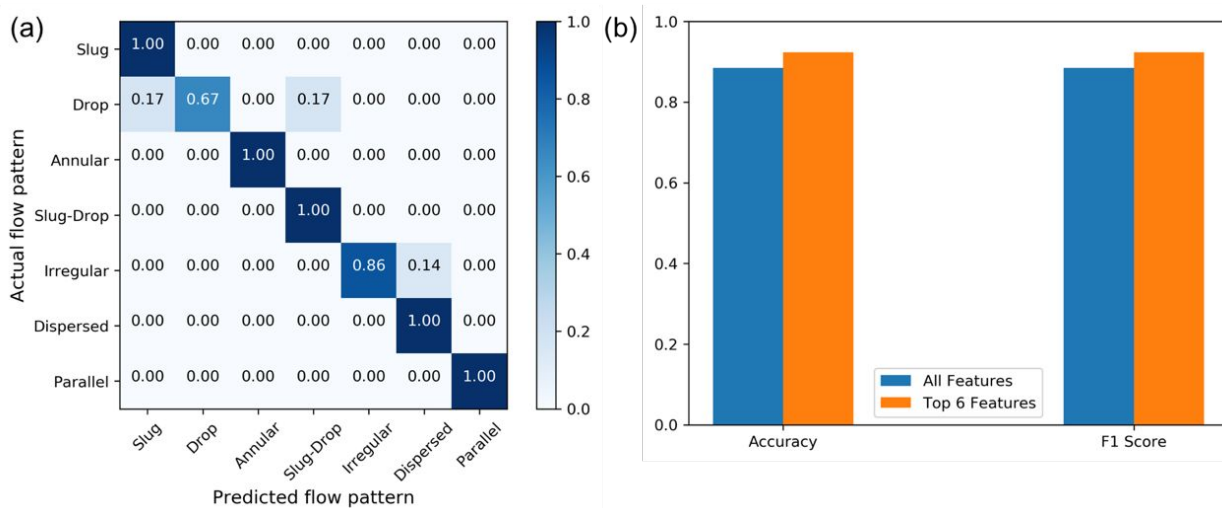 (a)
Actual flow pattern
Slug 1.00 0.00 0.00 0.00 0.00 0.00 0.00
Drop 0.17 0.67 0.00 0.17 0.00 0.00 0.00
Annular 0.00 0.00 1.00 0.00 0.00 0.00 0.00
Slug-Drop 0.00 0.00 0.00 1.00 0.00 0.00 0.00
Irregular 0.00 0.00 0.00 0.00 0.86 0.14 0.00
Dispersed 0.00 0.00 0.00 0.00 0.00 1.00 0.00
Parallel 0.00 0.00 0.00 0.00 0.00 0.00 1.00
Slug Drop Annular Slug-Drop Irregular Dispersed Parallel
Predicted flow pattern
1.0
0.8
0.6
0.4
0.2
0.0
(b)
1.0
0.8
0.6
0.4
0.2
0.0
All Features
Top 6 Features
Accuracy F1 Score